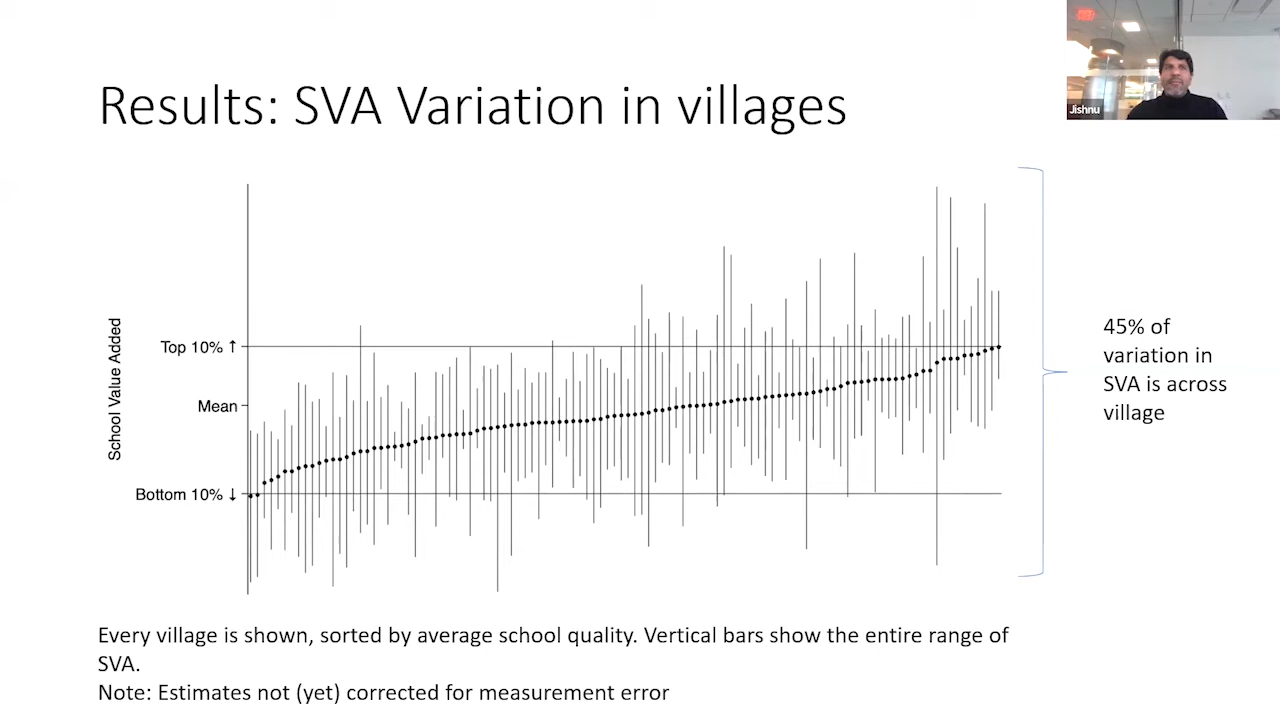 Results: SVA Variation in villages
Jishnu
School Value Added
Top 10% ↑
Mean
Bottom 10% ↓
45% of
variation in
SVA is across
village
Every village is shown, sorted by average school quality. Vertical bars show the entire range of
SVA.
Note: Estimates not (yet) corrected for measurement error